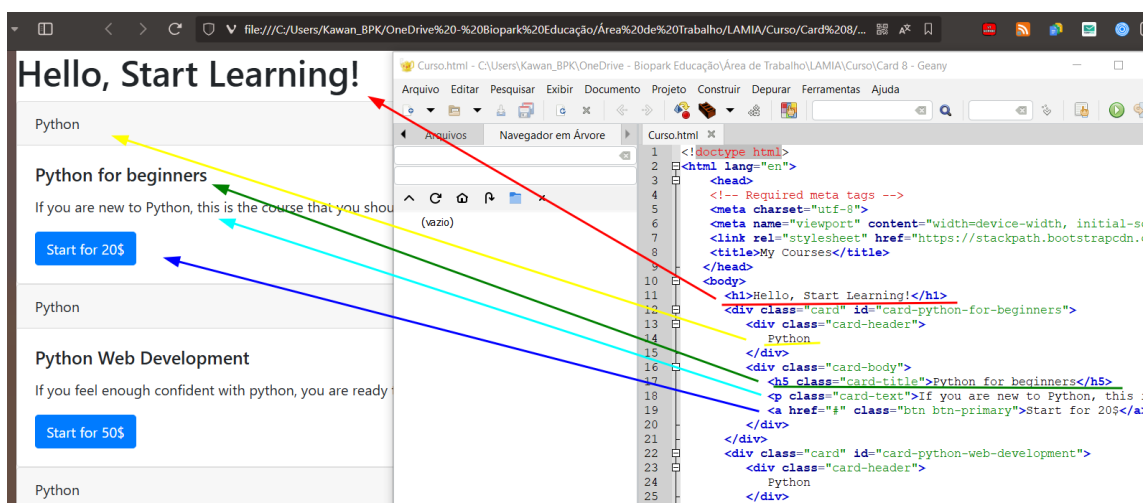 file:///C:/Users/Kawan_BPK/OneDrive%20-%20Biopark%20Educação/Área%20de%20Trabalho/LAMIA/Curso/Card%208/...
Hello, Start Learning!
Python
Python for beginners
If you are new to Python, this is the course that you shou
Start for 20$
Python
Python Web Development
If you feel enough confident with python, you are ready
Start for 50$
Python
Curso.html - C:\Users\Kawan_BPK\OneDrive - Biopark Educação\Área de Trabalho\LAMIA\Curso\Card 8 - Geany
Arquivo Editar Pesquisar Exibir Documento Projeto Construir Depurar Ferramentas Ajuda
Arquivos Navegador em Árvore Curso.html
(vazio)
1 <!doctype html>
2 <html lang="en">
3 <head>
4 <!-- Required meta tags -->
5 <meta charset="utf-8">
6 <meta name="viewport" content="width=device-width, initial-sc
7 <link rel="stylesheet" href="https://stackpath.bootstrapcdn.c
8 <title>My Courses</title>
9 </head>
10 <body>
11 <h1>Hello, Start Learning!</h1>
12 <div class="card" id="card-python-for-beginners">
13 <div class="card-header">
14 Python
15 </div>
16 <div class="card-body">
17 <h5 class="card-title">Python for beginners</h5>
18 <p class="card-text">If you are new to Python, this i
19 <a href="#" class="btn btn-primary">Start for 20$</a>
20 </div>
21 </div>
22 <div class="card" id="card-python-web-development">
23 <div class="card-header">
24 Python
25 </div>